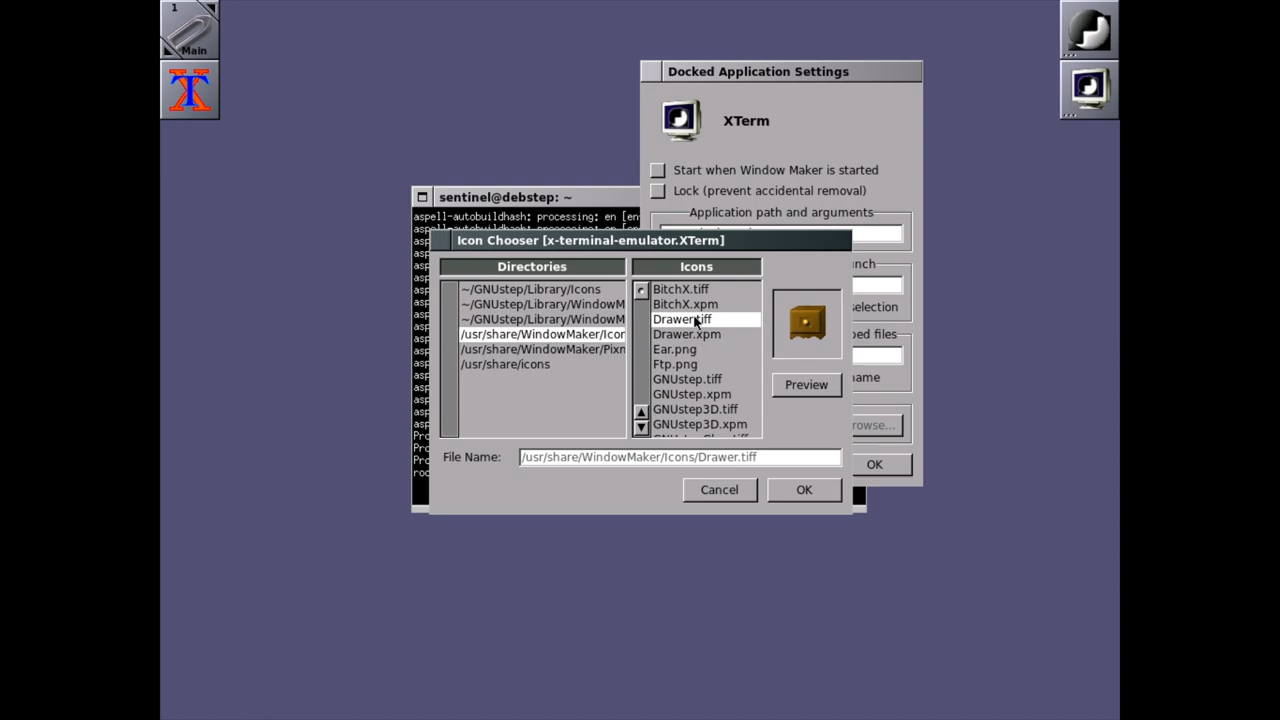 1
Main
Docked Application Settings
XTerm
Start when Window Maker is started
Lock (prevent accidental removal)
Application path and arguments
sentinel@debstep: ~
aspell-autobuildhash: processing: en [en
Icon Chooser [x-terminal-emulator.XTerm]
Directories
Icons
~/GNUstep/Library/Icons
~/GNUstep/Library/WindowM
~/GNUstep/Library/WindowM
/usr/share/WindowMaker/Icor
/usr/share/WindowMaker/Pixn
/usr/share/icons
BitchX.tiff
BitchX.xpm
Drawer.tiff
Drawer.xpm
Ear.png
Ftp.png
GNUstep.tiff
GNUstep.xpm
GNUstep3D.tiff
GNUstep3D.xpm
Preview
File Name:
/usr/share/WindowMaker/Icons/Drawer.tiff
Cancel
OK
unch
selection
ped files
name
rowse...
OK